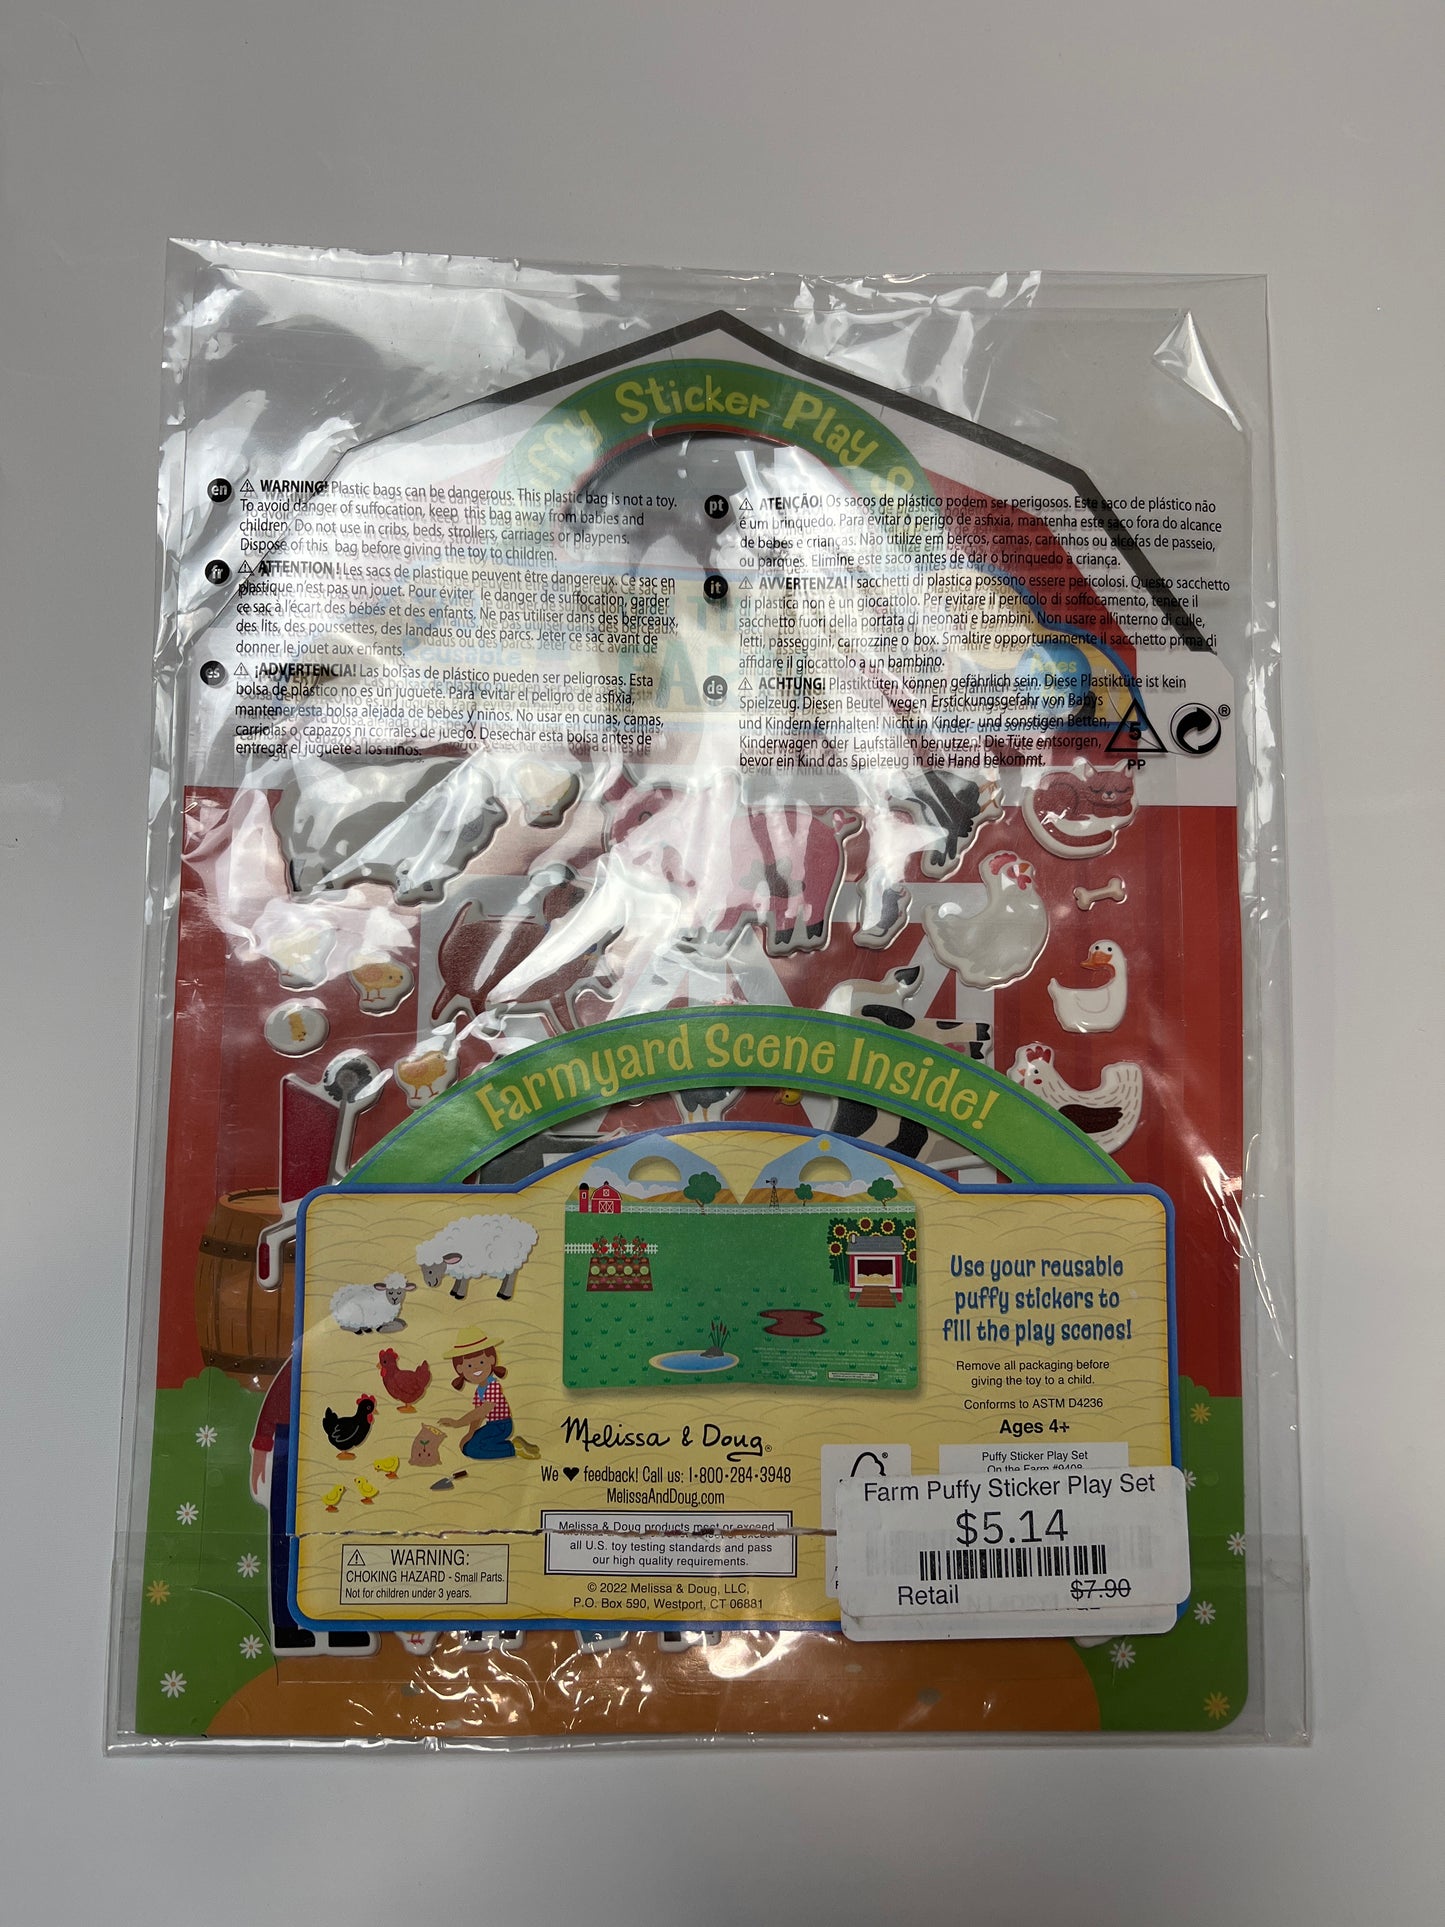 Puffy Sticker Play S
en ⚠ WARNING! Plastic bags can be dangerous. This plastic bag is not a toy.
To avoid danger of suffocation, keep this bag away from babies and
children. Do not use in cribs, beds, strollers, carriages or playpens.
Dispose of this bag before giving the toy to children.
fr ⚠ ATTENTION! Les sacs de plastique peuvent être dangereux. Ce sac en
plastique n'est pas un jouet. Pour éviter le danger de suffocation, garder
ce sac à l'écart des bébés et des enfants. Ne pas utiliser dans des berceaux,
des lits, des poussettes, des landaus ou des parcs. Jeter ce sac avant de
donner le jouet aux enfants.
es ⚠ ¡ADVERTENCIA! Las bolsas de plástico pueden ser peligrosas. Esta
bolsa de plástico no es un juguete. Para evitar el peligro de asfixia,
mantener esta bolsa alejada de bebés y niños. No usar en cunas, camas,
carriolas o capazos ni corrales de juego. Desechar esta bolsa antes de
entregar el juguete a los niños.
pt ⚠ ATENÇÃO! Os sacos de plástico podem ser perigosos. Este saco de plástico não
é um brinquedo. Para evitar o perigo de asfixia, mantenha este saco fora do alcance
de bebés e crianças. Não utilize em berços, camas, carrinhos ou alcofas de passeio,
ou parques. Elimine este saco antes de dar o brinquedo à criança.
it ⚠ AVVERTENZA! I sacchetti di plastica possono essere pericolosi. Questo sacchetto
di plastica non è un giocattolo. Per evitare il pericolo di soffocamento, tenere il
sacchetto fuori della portata di neonati e bambini. Non usare all'interno di culle,
letti, passeggini, carrozzine o box. Smaltire opportunamente il sacchetto prima di
affidare il giocattolo a un bambino.
de ⚠ ACHTUNG! Plastiktüten können gefährlich sein. Diese Plastiktüte ist kein
Spielzeug. Diesen Beutel wegen Erstickungsgefahr von Babys
und Kindern fernhalten! Nicht in Kinder- und sonstigen Betten,
Kinderwagen oder Laufställen benutzen! Die Tüte entsorgen,
bevor ein Kind das Spielzeug in die Hand bekommt.
5
PP
®
Ages
Farmyard Scene Inside!
Use your reusable
puffy stickers to
fill the play scenes!
Remove all packaging before
giving the toy to a child.
Conforms to ASTM D4236
Ages 4+
Puffy Sticker Play Set
On the Farm #9408
Melissa & Doug®
We ♥ feedback! Call us: 1-800-284-3948
MelissaAndDoug.com
Melissa & Doug products meet or exceed
all U.S. toy testing standards and pass
our high quality requirements.
© 2022 Melissa & Doug, LLC,
P.O. Box 590, Westport, CT 06881
⚠ WARNING:
CHOKING HAZARD - Small Parts.
Not for children under 3 years.
Farm Puffy Sticker Play Set
$5.14
Retail $7.90